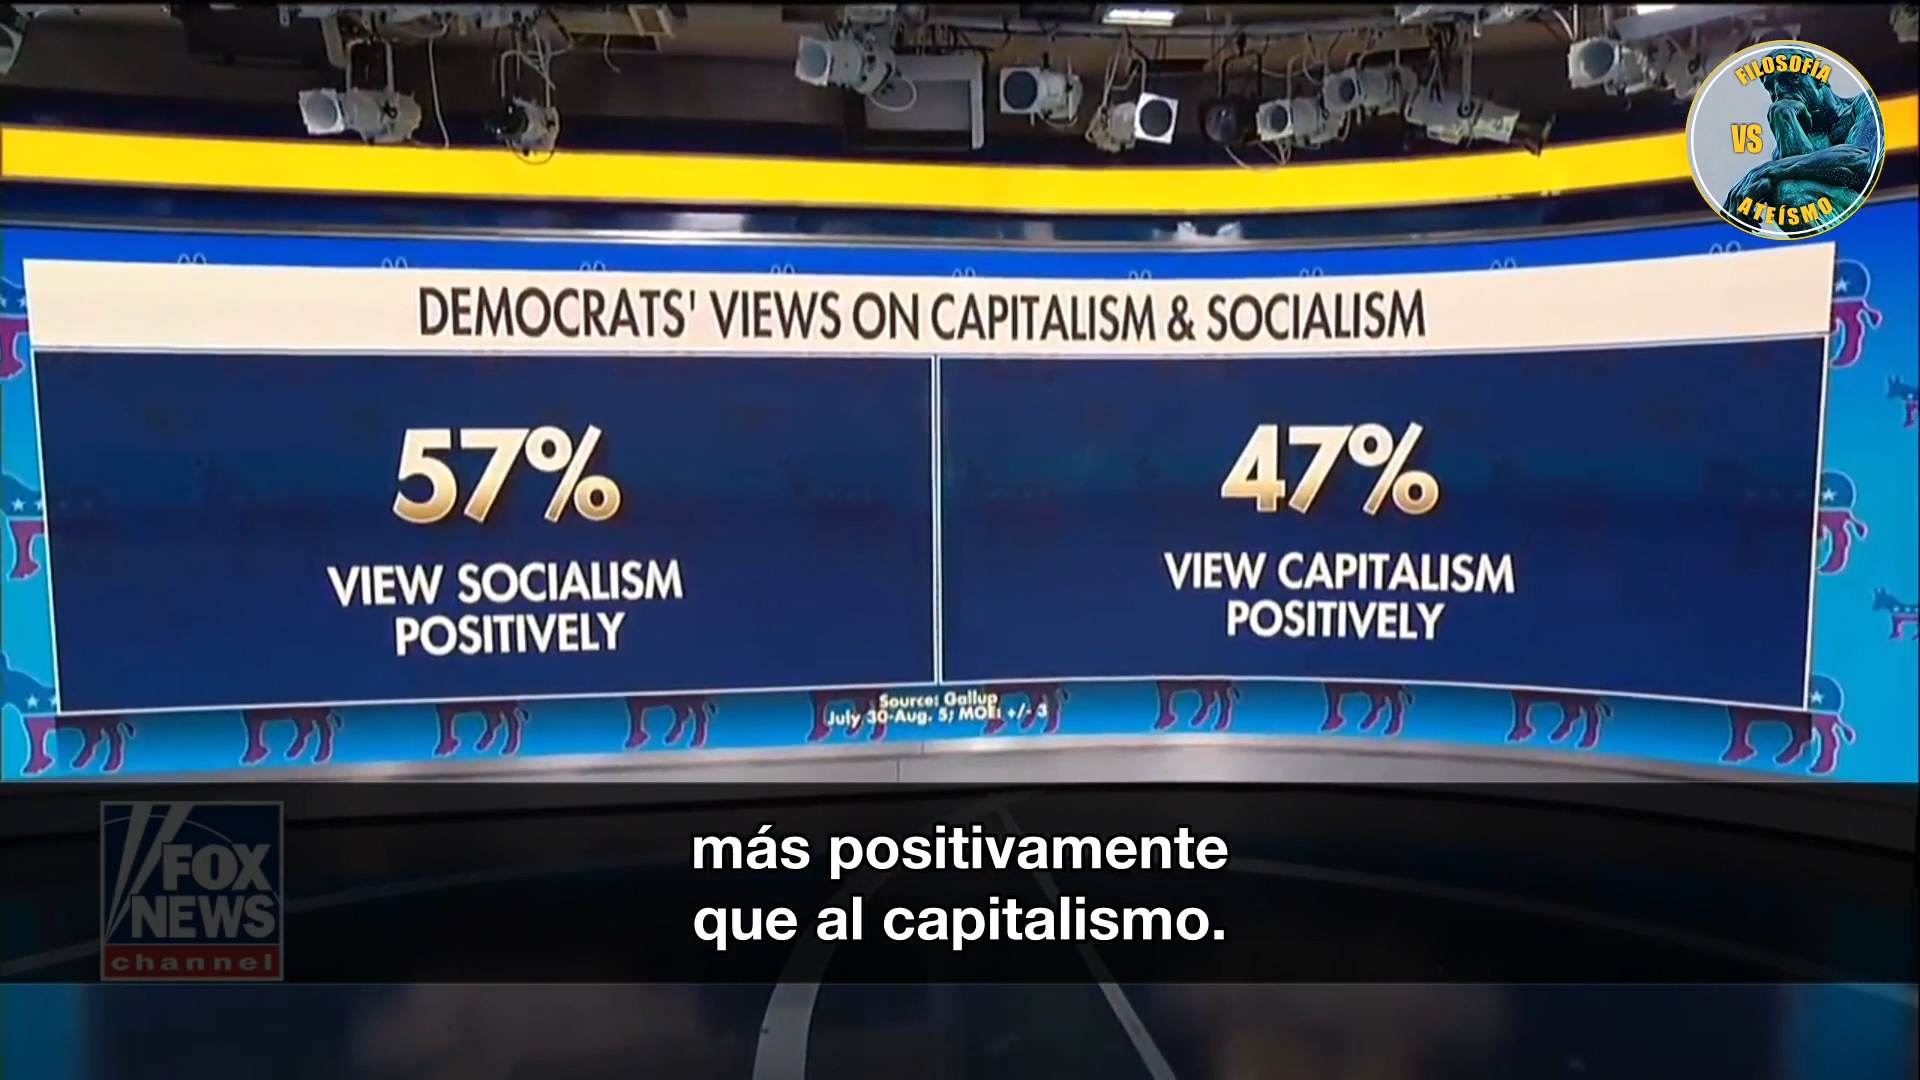 FILOSOFÍA
VS
ATEÍSMO
DEMOCRATS' VIEWS ON CAPITALISM & SOCIALISM
57%
VIEW SOCIALISM
POSITIVELY
47%
VIEW CAPITALISM
POSITIVELY
Source: Gallup
July 30-Aug. 5; MOE: +/- 3
más positivamente
que al capitalismo.
FOX
NEWS
channel